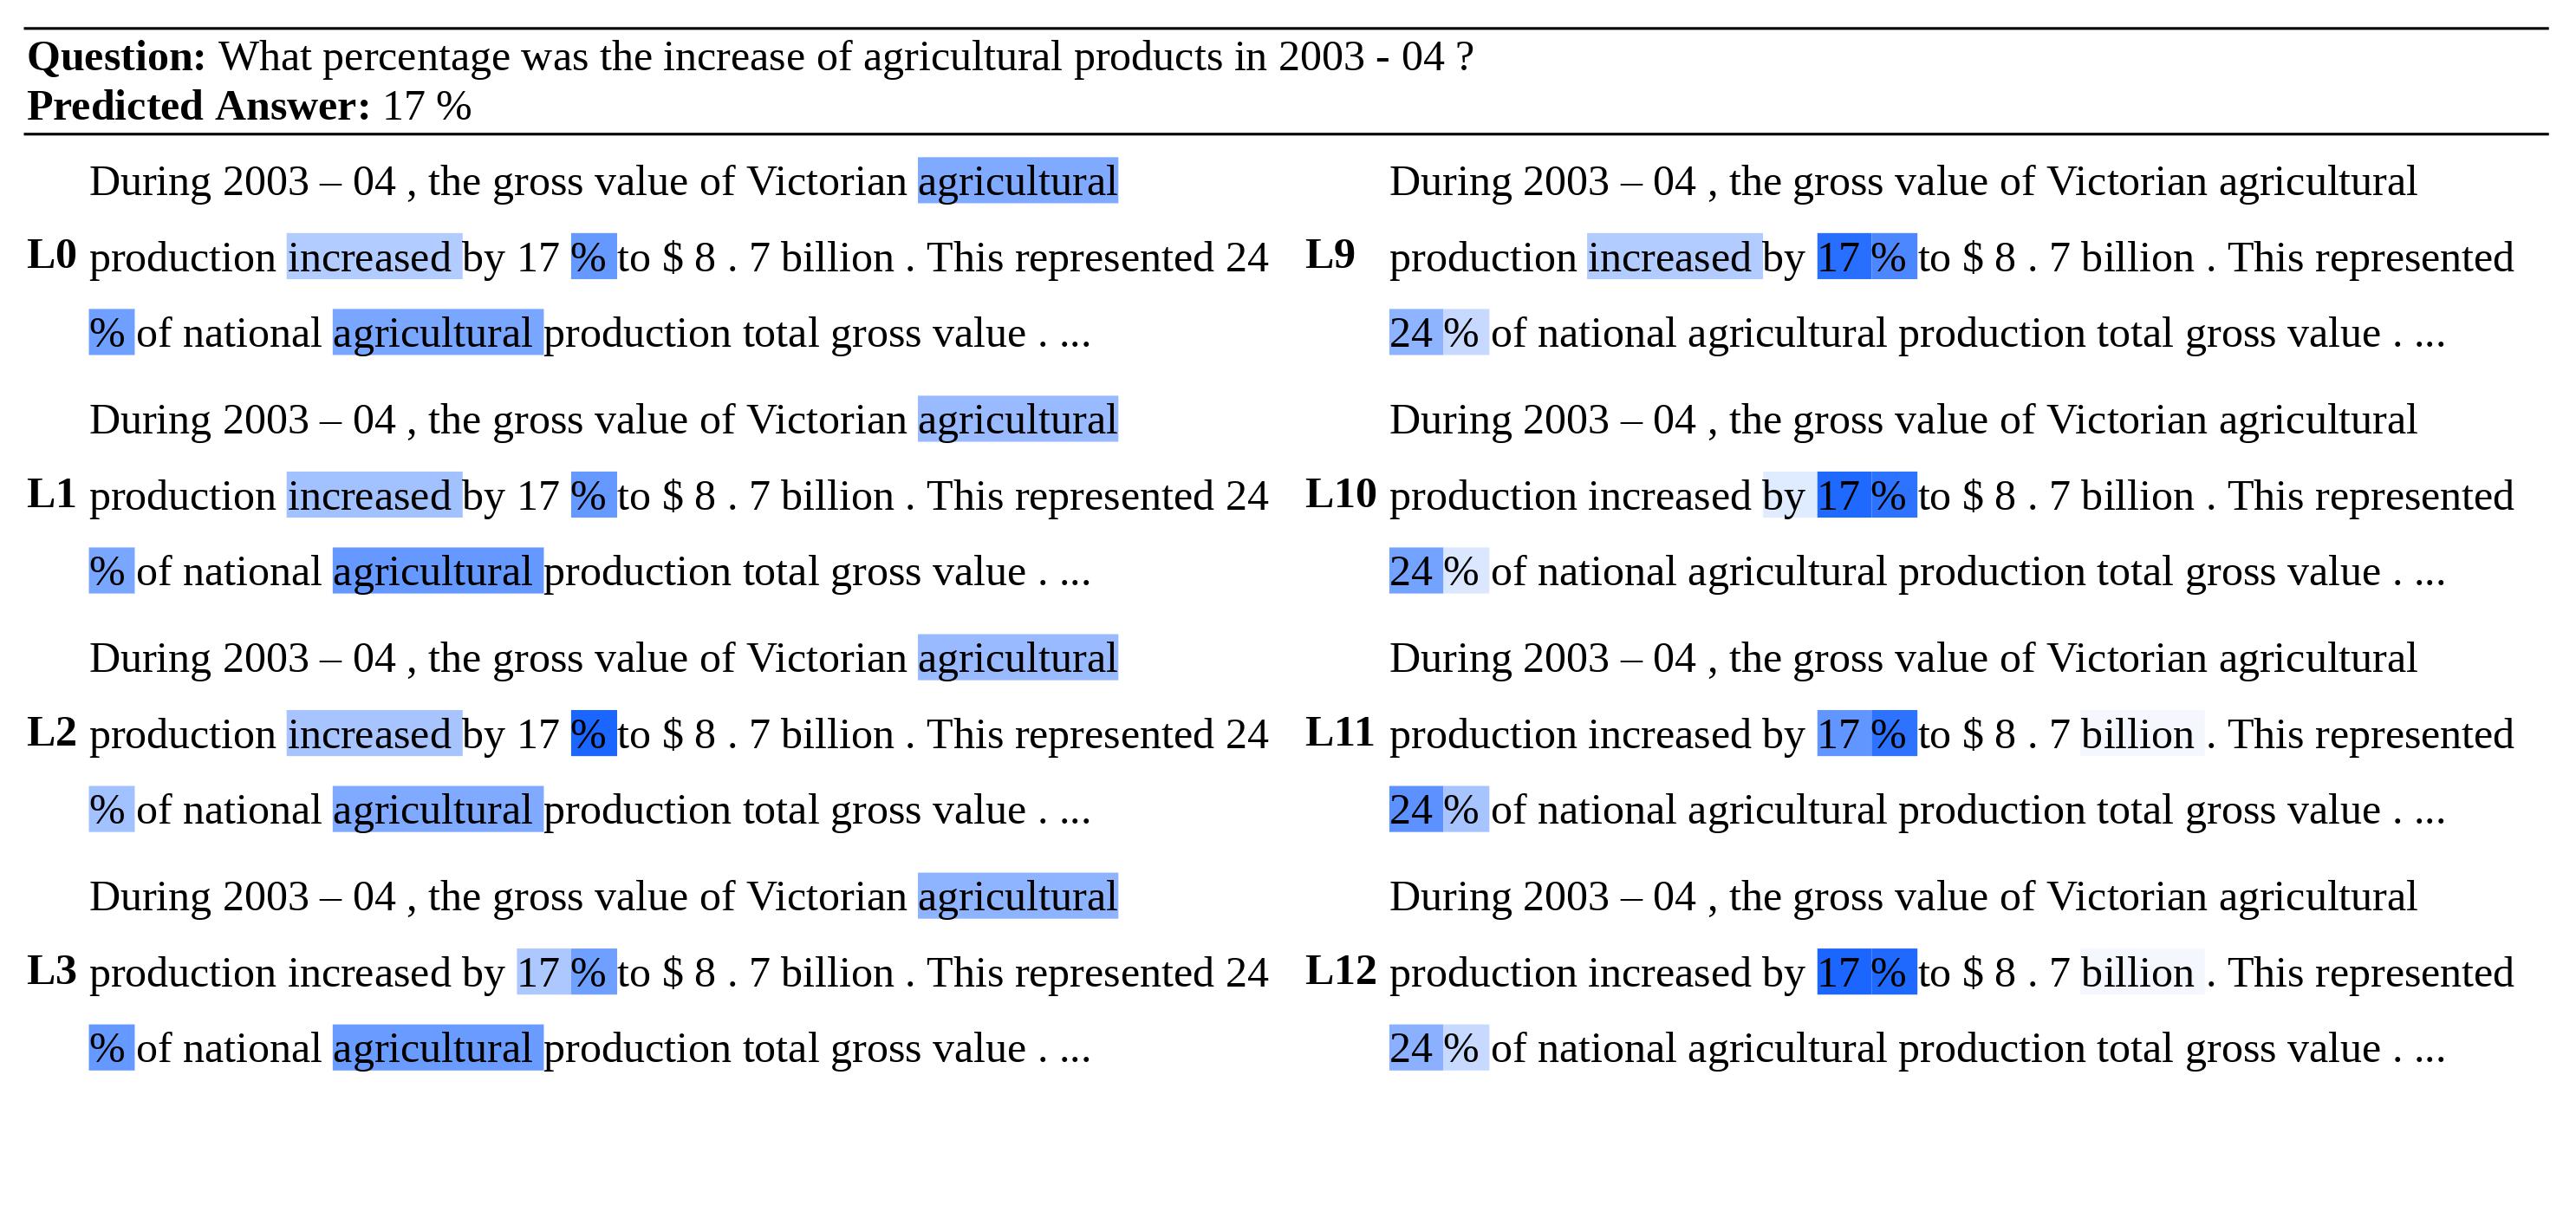 Question: What percentage was the increase of agricultural products in 2003 - 04 ?
Predicted Answer: 17 %
During 2003 – 04 , the gross value of Victorian agricultural
L0 production increased by 17 % to $ 8 . 7 billion . This represented 24
% of national agricultural production total gross value . ...
During 2003 – 04 , the gross value of Victorian agricultural
L1 production increased by 17 % to $ 8 . 7 billion . This represented 24
% of national agricultural production total gross value . ...
During 2003 – 04 , the gross value of Victorian agricultural
L2 production increased by 17 % to $ 8 . 7 billion . This represented 24
% of national agricultural production total gross value . ...
During 2003 – 04 , the gross value of Victorian agricultural
L3 production increased by 17 % to $ 8 . 7 billion . This represented 24
% of national agricultural production total gross value . ...
During 2003 – 04 , the gross value of Victorian agricultural
L9 production increased by 17 % to $ 8 . 7 billion . This represented
24 % of national agricultural production total gross value . ...
During 2003 – 04 , the gross value of Victorian agricultural
L10 production increased by 17 % to $ 8 . 7 billion . This represented
24 % of national agricultural production total gross value . ...
During 2003 – 04 , the gross value of Victorian agricultural
L11 production increased by 17 % to $ 8 . 7 billion . This represented
24 % of national agricultural production total gross value . ...
During 2003 – 04 , the gross value of Victorian agricultural
L12 production increased by 17 % to $ 8 . 7 billion . This represented
24 % of national agricultural production total gross value . ...